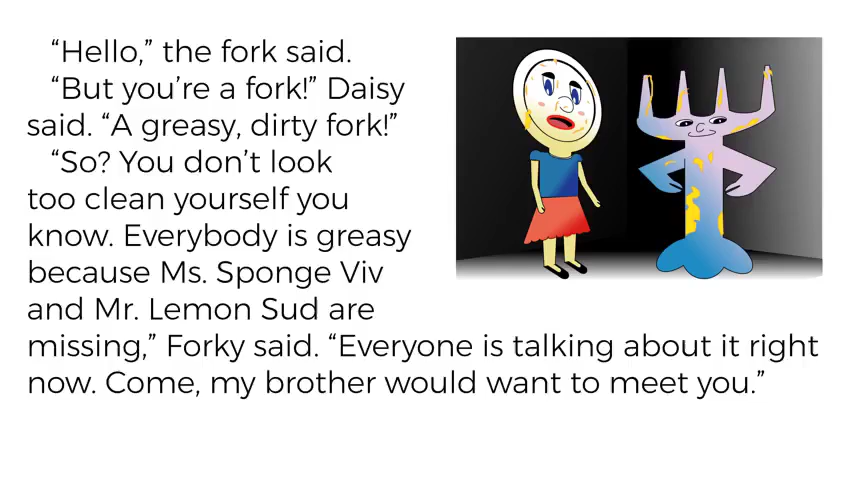 “Hello,” the fork said.
“But you’re a fork!” Daisy
said. “A greasy, dirty fork!”
“So? You don’t look
too clean yourself you
know. Everybody is greasy
because Ms. Sponge Viv
and Mr. Lemon Sud are
missing,” Forky said. “Everyone is talking about it right
now. Come, my brother would want to meet you.”